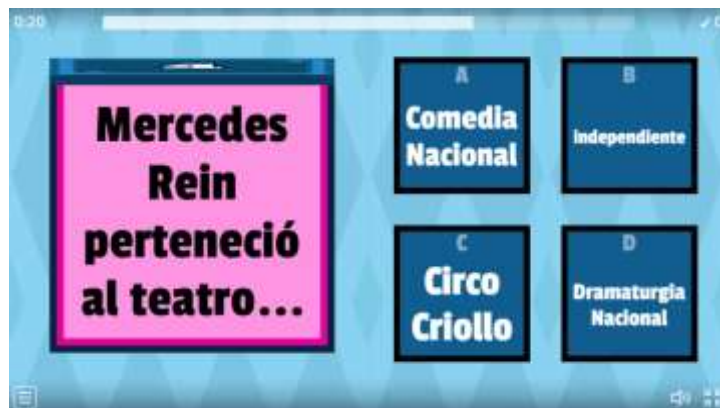 0:20
Mercedes
Rein
perteneció
al teatro...
A
Comedia
Nacional
B
Independiente
C
Circo
Criollo
D
Dramaturgia
Nacional